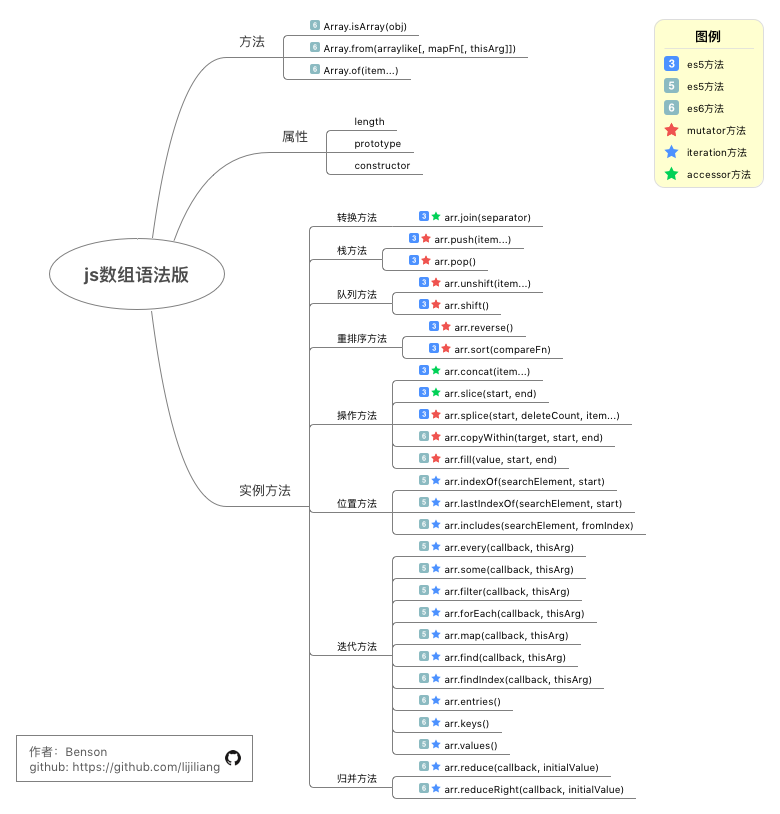 js数组语法版
方法
6 Array.isArray(obj)
6 Array.from(arraylike[, mapFn[, thisArg]])
6 Array.of(item...)
属性
length
prototype
constructor
实例方法
转换方法
3 arr.join(separator)
栈方法
3 arr.push(item...)
3 arr.pop()
队列方法
3 arr.unshift(item...)
3 arr.shift()
重排序方法
3 arr.reverse()
3 arr.sort(compareFn)
操作方法
3 arr.concat(item...)
3 arr.slice(start, end)
3 arr.splice(start, deleteCount, item...)
6 arr.copyWithin(target, start, end)
6 arr.fill(value, start, end)
位置方法
5 arr.indexOf(searchElement, start)
5 arr.lastIndexOf(searchElement, start)
6 arr.includes(searchElement, fromIndex)
迭代方法
5 arr.every(callback, thisArg)
5 arr.some(callback, thisArg)
5 arr.filter(callback, thisArg)
5 arr.forEach(callback, thisArg)
5 arr.map(callback, thisArg)
6 arr.find(callback, thisArg)
6 arr.findIndex(callback, thisArg)
6 arr.entries()
6 arr.keys()
5 arr.values()
归并方法
6 arr.reduce(callback, initialValue)
6 arr.reduceRight(callback, initialValue)
图例
3 es5方法
5 es5方法
6 es6方法
mutator方法
iteration方法
accessor方法
作者：Benson
github: https://github.com/lijiliang